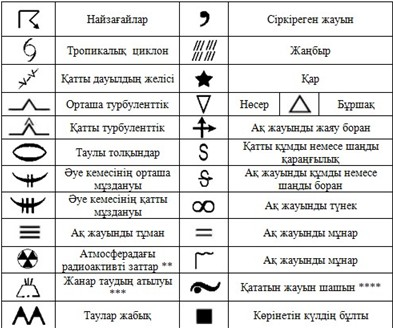 Найзағайлар
Сіркіреген жауын
Тропикалық циклон
Жаңбыр
Қатты дауылдың желісі
Қар
Орташа турбуленттік
Нөсер
Бұршақ
Қатты турбуленттік
Ақ жауынды жаяу боран
Таулы толқындар
Қатты құмды немесе шаңды
қараңғылық
Әуе кемесінің орташа
мұздануы
Ақ жауынды құмды немесе
шаңды боран
Әуе кемесінің қатты
мұздануы
Ақ жауынды түнек
Ақ жауынды тұман
Ақ жауынды мұнар
Атмосферадағы
радиоактивті заттар **
Ақ жауынды мұнар
Жанар таудың атылуы
***
Қататын жауын шашын ****
Таулар жабық
Көрінетін күлдің бұлты